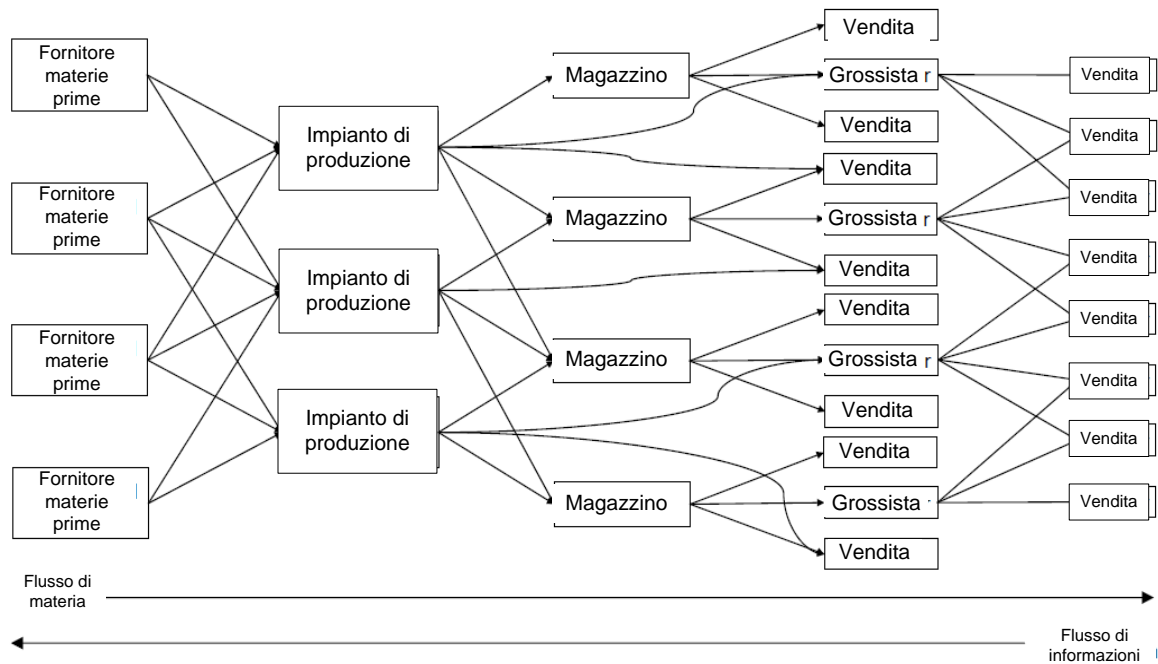 Fornitore
materie
prime
Fornitore
materie
prime
Fornitore
materie
prime
Fornitore
materie
prime
Impianto di
produzione
Impianto di
produzione
Impianto di
produzione
Magazzino
Magazzino
Magazzino
Magazzino
Vendita
Grossista r
Vendita
Vendita
Grossista r
Vendita
Vendita
Grossista r
Vendita
Vendita
Grossista
Vendita
Vendita
Vendita
Vendita
Vendita
Vendita
Vendita
Vendita
Vendita
Flusso di
materia
Flusso di
informazioni